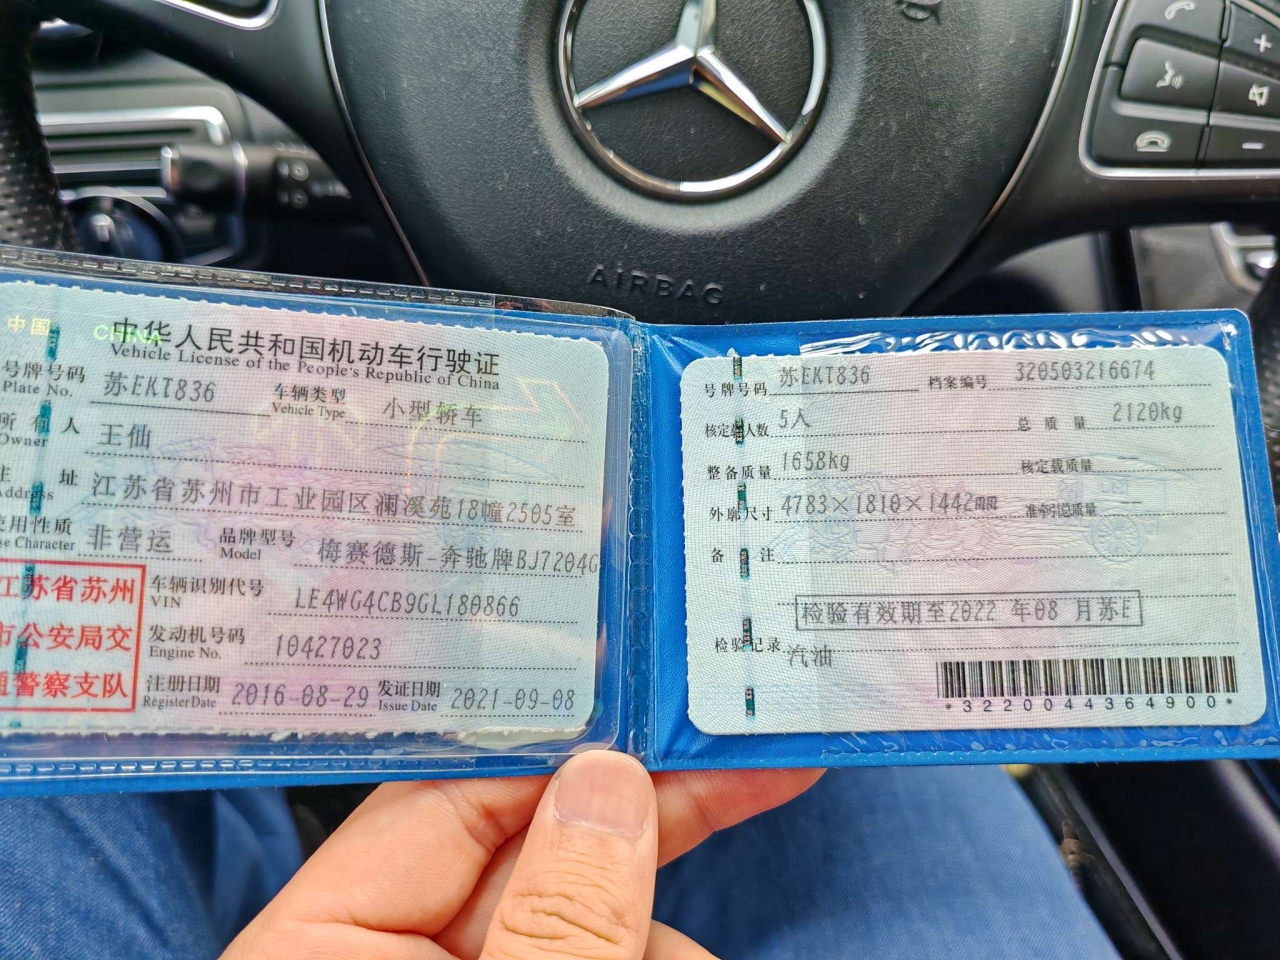 AIRBAG
中国 CHINA
中华人民共和国机动车行驶证
Vehicle License of the People's Republic of China
号牌号码 苏EKT836 车辆类型 小型轿车
Plate No. Vehicle Type
所有人 王仙
Owner
住址 江苏省苏州市工业园区澜溪苑18幢2505室
Address
使用性质 非营运 品牌型号 梅赛德斯-奔驰牌BJ7204G
Use Character Model
江苏省苏州
市公安局交
通警察支队
车辆识别代号 LE4WG4CB9GL180866
VIN
发动机号码 10427023
Engine No.
注册日期 2016-08-29 发证日期 2021-09-08
Register Date Issue Date
号牌号码 苏EKT836 档案编号 320503216674
核定载人数 5人 总质量 2120kg
整备质量 1658kg 核定载质量 --
外廓尺寸 4783×1810×1442mm 准牵引总质量 --
备注
检验有效期至2022年08月苏E
检验记录 汽油
*3220044364900*